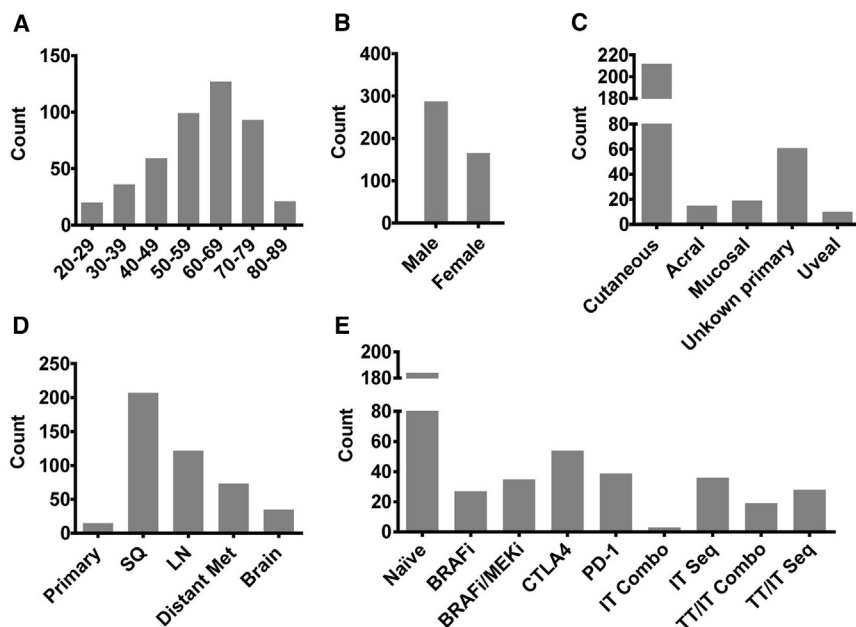 A
Count
150
100
50
0
20-29
30-39
40-49
50-59
60-69
70-79
80-89
B
Count
400
300
200
100
0
Male
Female
C
Count
220
200
180
80
60
40
20
0
Cutaneous
Acral
Mucosal
Unkown primary
Uveal
D
Count
250
200
150
100
50
0
Primary
SQ
LN
Distant Met
Brain
E
Count
200
180
80
60
40
20
0
Naïve
BRAFi
BRAFi/MEKi
CTLA4
PD-1
IT Combo
IT Seq
TT/IT Combo
TT/IT Seq